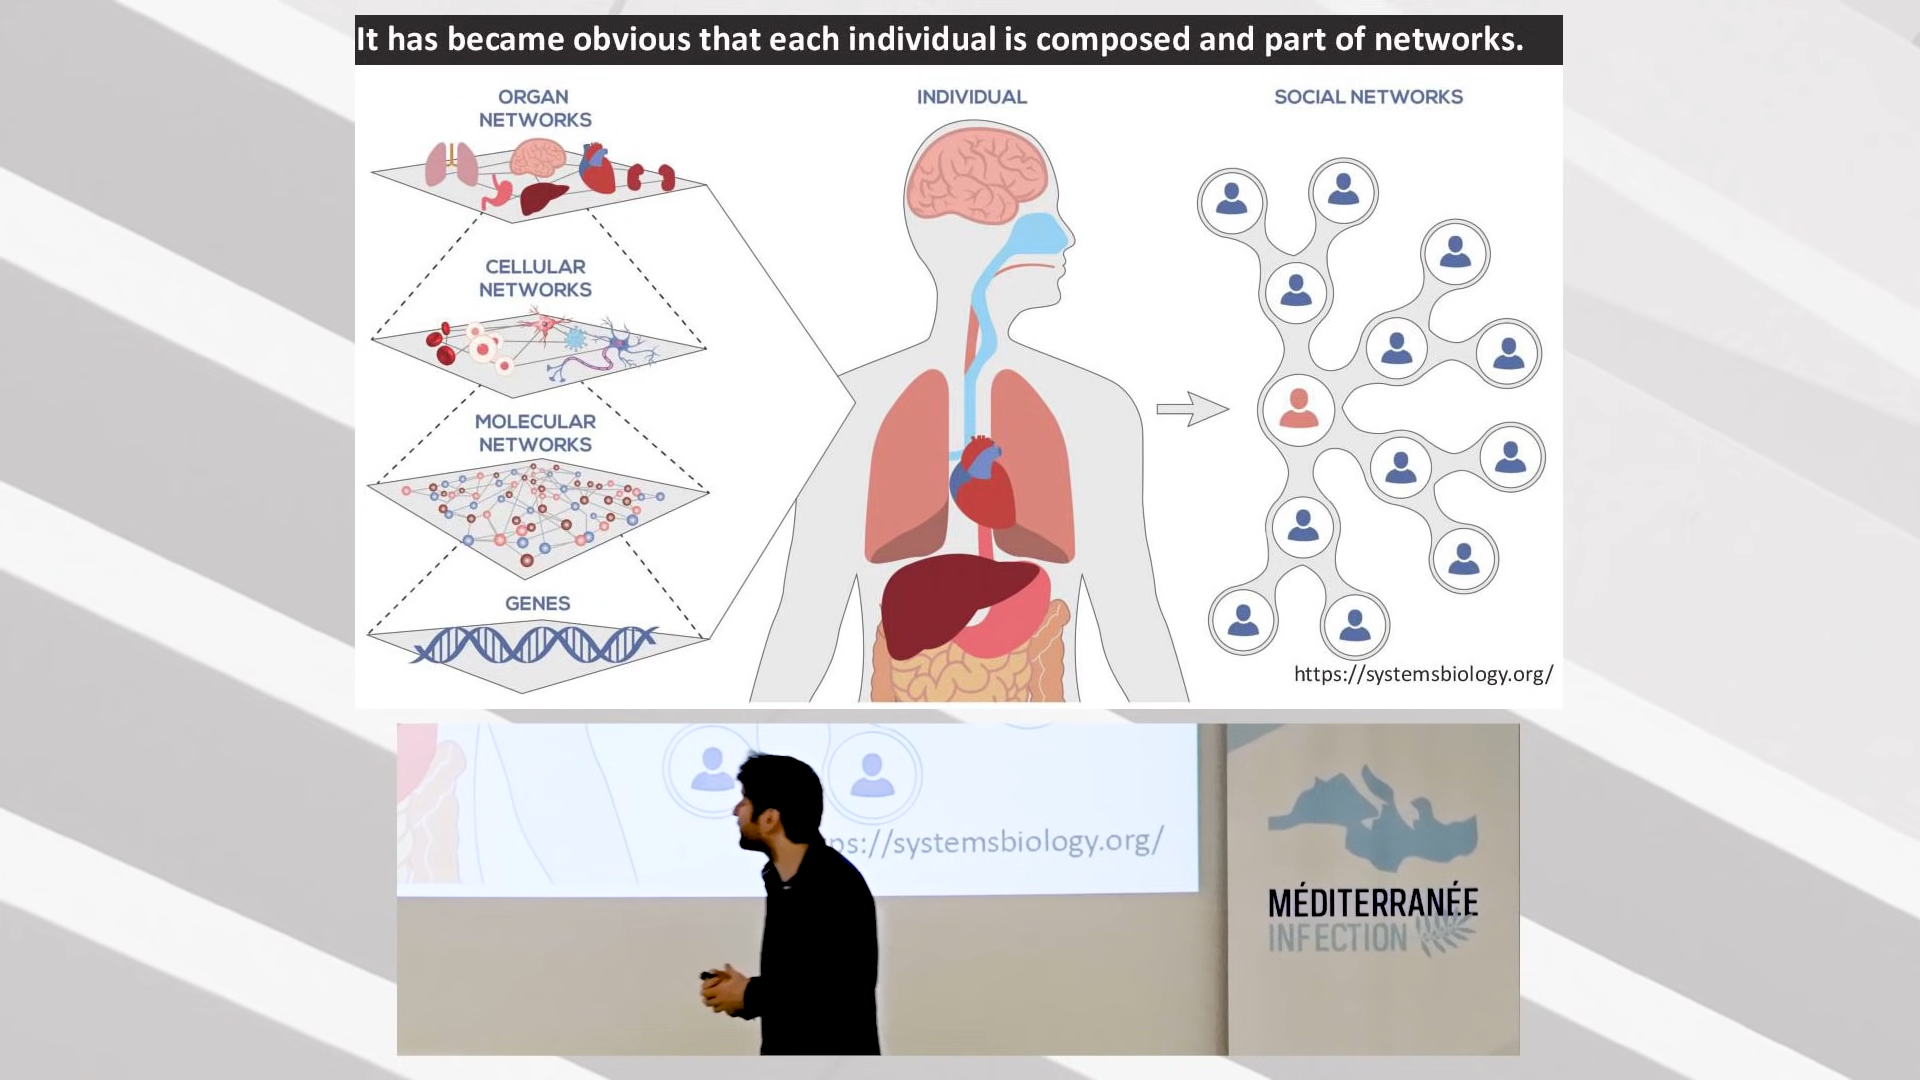 It has became obvious that each individual is composed and part of networks.
ORGAN
NETWORKS
INDIVIDUAL
SOCIAL NETWORKS
CELLULAR
NETWORKS
MOLECULAR
NETWORKS
GENES
https://systemsbiology.org/
ps://systemsbiology.org/
MÉDITERRANÉE
INFECTION